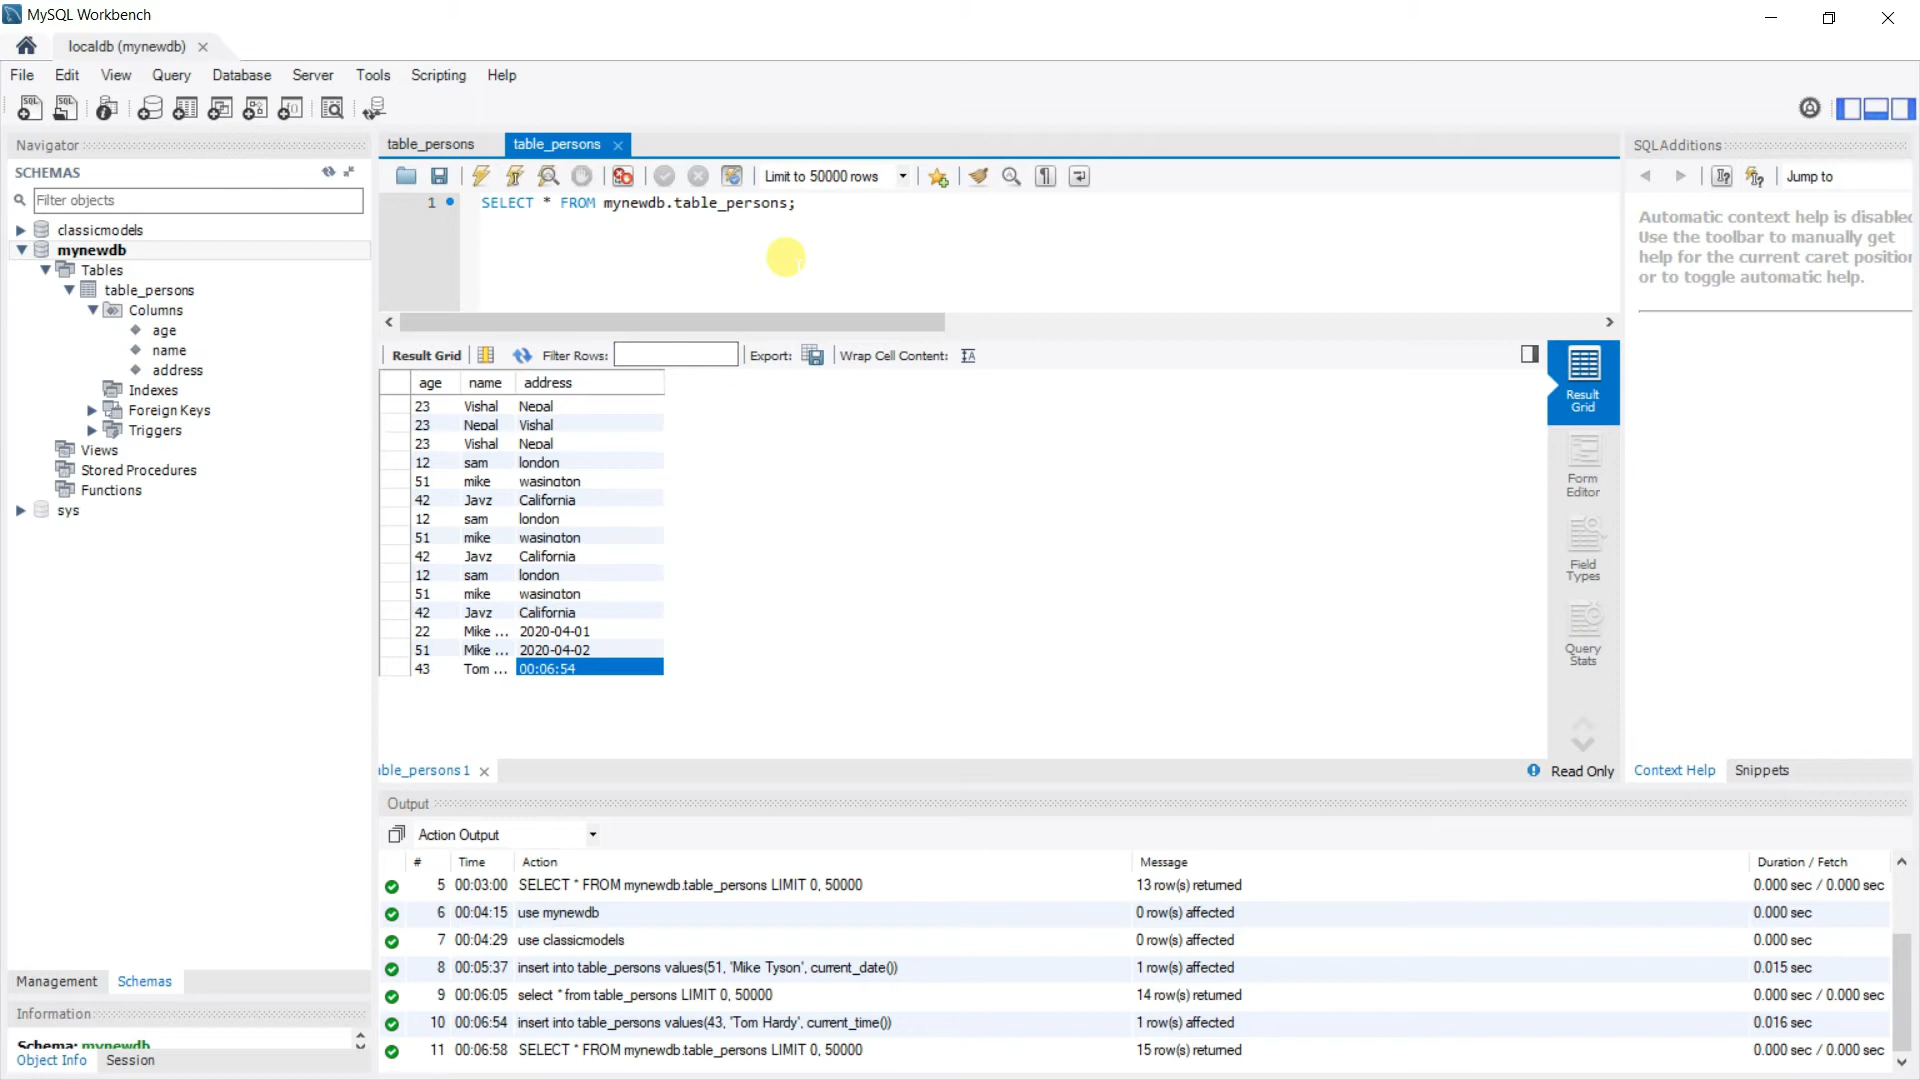 MySQL Workbench
localdb (mynewdb)
File Edit View Query Database Server Tools Scripting Help
Navigator
SCHEMAS
Filter objects
classicmodels
mynewdb
Tables
table_persons
Columns
age
name
address
Indexes
Foreign Keys
Triggers
Views
Stored Procedures
Functions
sys
Management Schemas
Information
Schema: mynewdb
Object Info Session
table_persons table_persons
Limit to 50000 rows
1 SELECT * FROM mynewdb.table_persons;
Result Grid Filter Rows: Export: Wrap Cell Content:
age name address
23 Vishal Nepal
23 Nepal Vishal
23 Vishal Nepal
12 sam london
51 mike wasington
42 Javz California
12 sam london
51 mike wasington
42 Javz California
12 sam london
51 mike wasington
42 Javz California
22 Mike ... 2020-04-01
51 Mike ... 2020-04-02
43 Tom ... 00:06:54
Result Grid
Form Editor
Field Types
Query Stats
able_persons 1
Read Only
SQLAdditions
Jump to
Automatic context help is disabled
Use the toolbar to manually get
help for the current caret position
or to toggle automatic help.
Context Help Snippets
Output
Action Output
# Time Action Message Duration / Fetch
5 00:03:00 SELECT * FROM mynewdb.table_persons LIMIT 0, 50000 13 row(s) returned 0.000 sec / 0.000 sec
6 00:04:15 use mynewdb 0 row(s) affected 0.000 sec
7 00:04:29 use classicmodels 0 row(s) affected 0.000 sec
8 00:05:37 insert into table_persons values(51, 'Mike Tyson', current_date()) 1 row(s) affected 0.015 sec
9 00:06:05 select * from table_persons LIMIT 0, 50000 14 row(s) returned 0.000 sec / 0.000 sec
10 00:06:54 insert into table_persons values(43, 'Tom Hardy', current_time()) 1 row(s) affected 0.016 sec
11 00:06:58 SELECT * FROM mynewdb.table_persons LIMIT 0, 50000 15 row(s) returned 0.000 sec / 0.000 sec